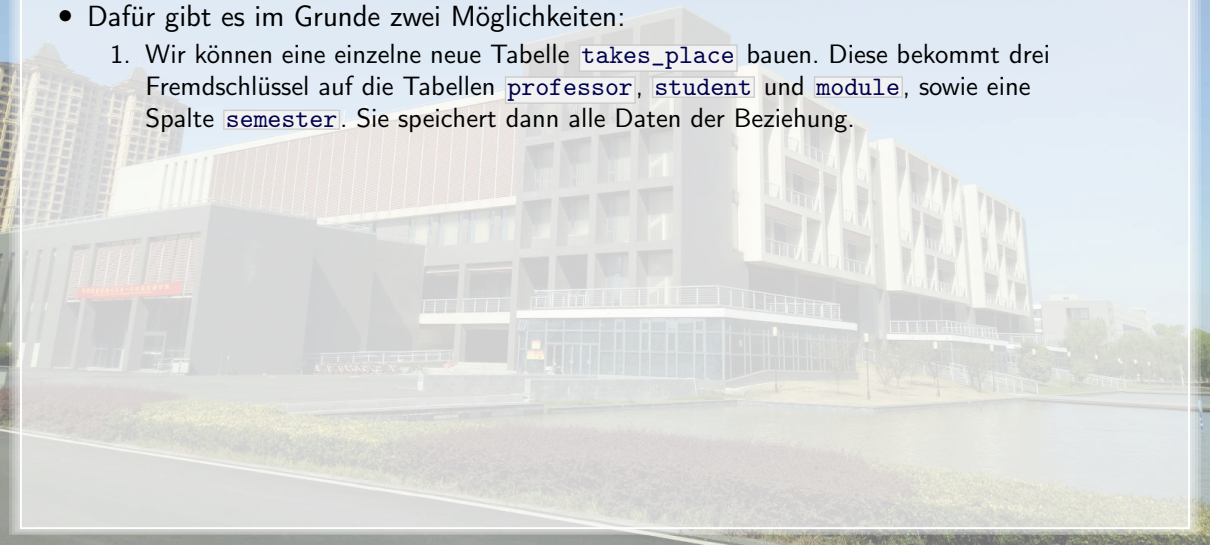 • Dafür gibt es im Grunde zwei Möglichkeiten:
1. Wir können eine einzelne neue Tabelle takes_place bauen. Diese bekommt drei
Fremdschlüssel auf die Tabellen professor, student und module, sowie eine
Spalte semester. Sie speichert dann alle Daten der Beziehung.